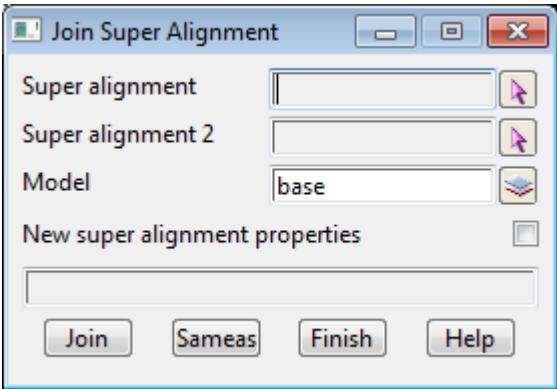 Join Super Alignment
Super alignment
Super alignment 2
Model base
New super alignment properties
Join Sameas Finish Help